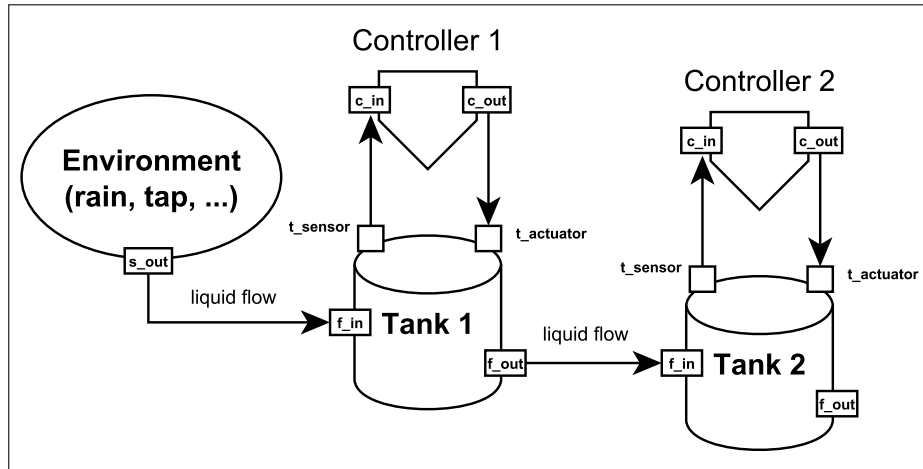 Controller 1
c_in
c_out
Controller 2
c_in
c_out
Environment
(rain, tap, ...)
t_sensor
t_actuator
s_out
t_sensor
t_actuator
liquid flow
f_in
Tank 1
liquid flow
f_out
f_in
Tank 2
f_out